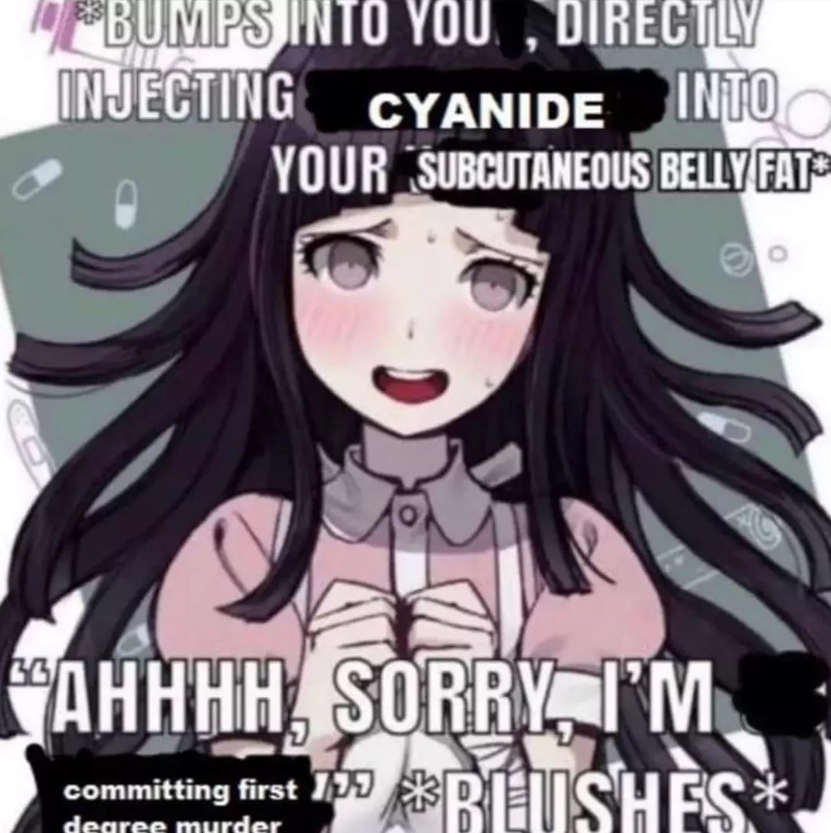 *BUMPS INTO YOU , DIRECTLY
INJECTING CYANIDE INTO
YOUR SUBCUTANEOUS BELLY FAT*
“AHHHH, SORRY, I’M
committing first !”” *BLUSHES*
degree murder